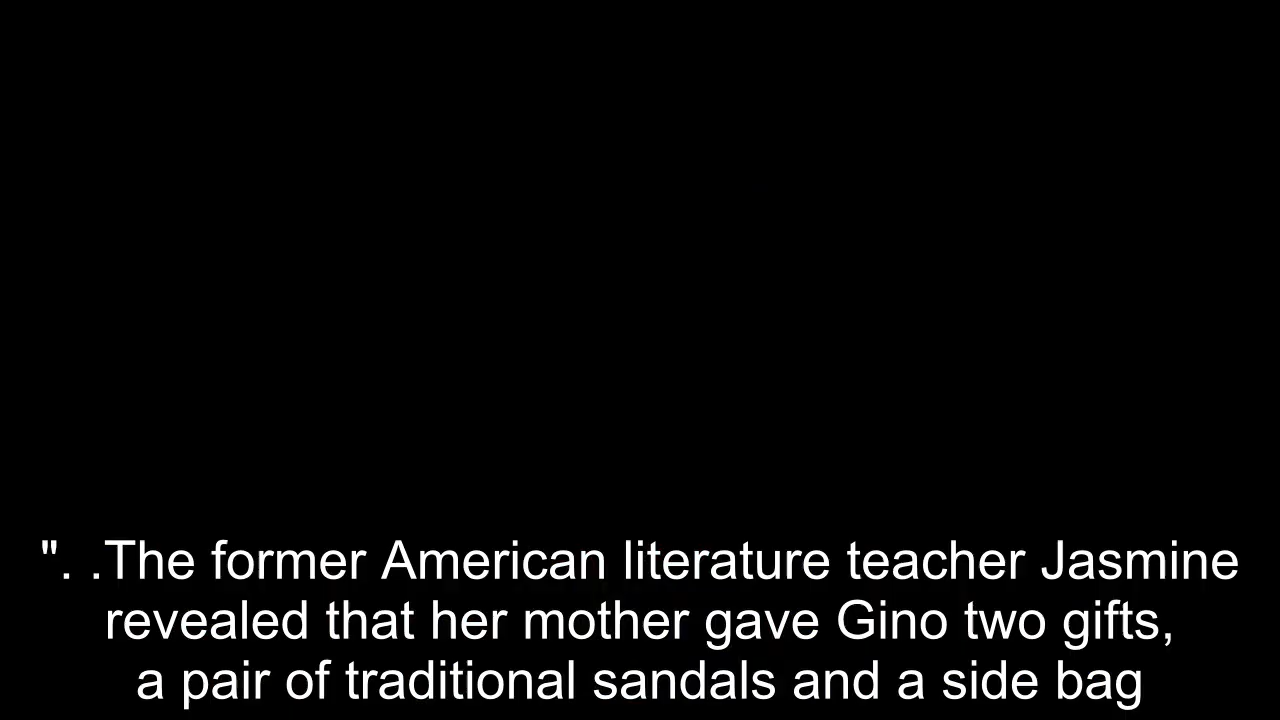 ". .The former American literature teacher Jasmine
revealed that her mother gave Gino two gifts,
a pair of traditional sandals and a side bag